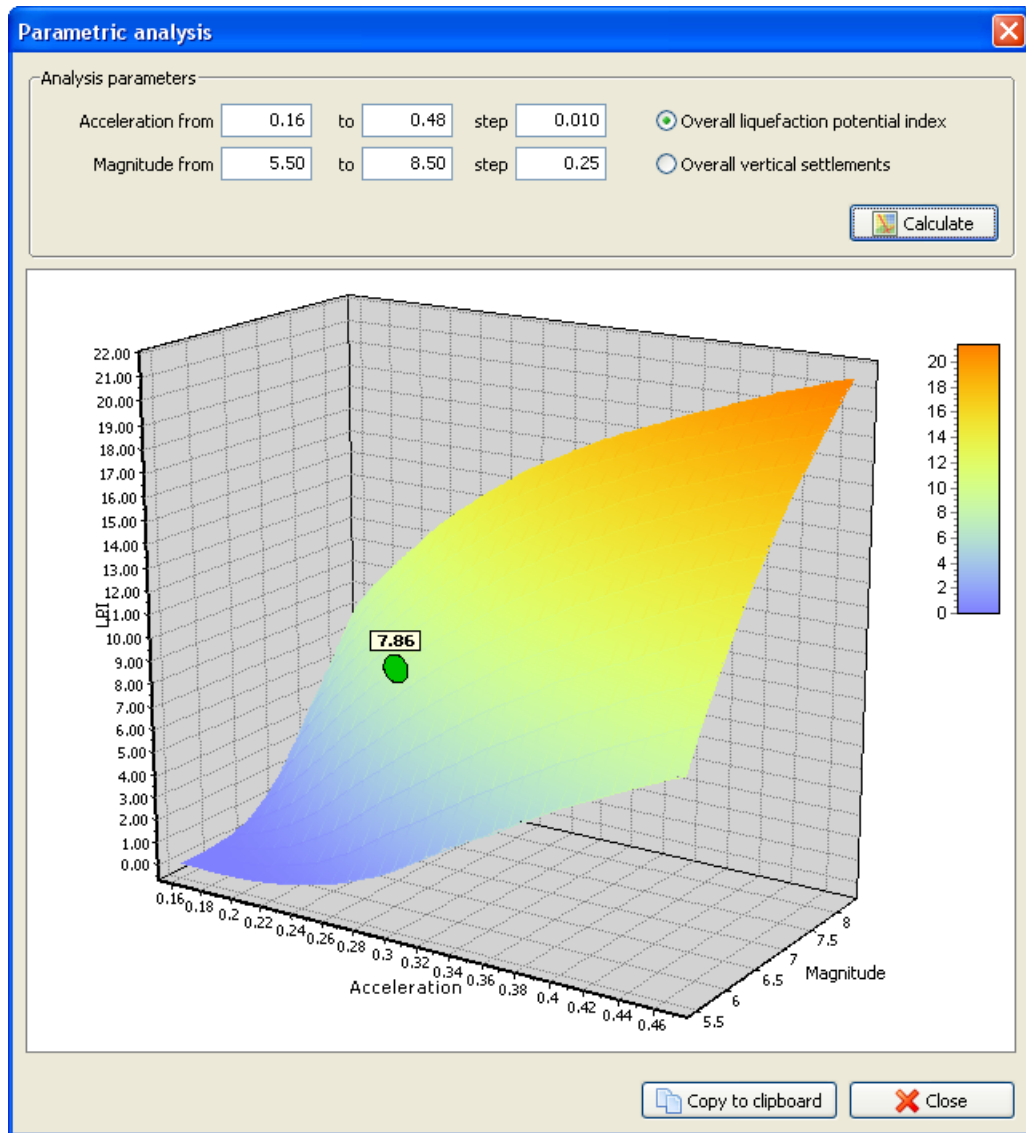 Parametric analysis
Analysis parameters
Acceleration from 0.16 to 0.48 step 0.010 Overall liquefaction potential index
Magnitude from 5.50 to 8.50 step 0.25 Overall vertical settlements
Calculate
22.00
21.00
20.00
19.00
18.00
17.00
16.00
15.00
14.00
13.00
12.00
11.00
10.00
9.00
8.00
7.00
6.00
5.00
4.00
3.00
2.00
1.00
0.00
LPI
7.86
20
18
16
14
12
10
8
6
4
2
0
0.16 0.18 0.2 0.22 0.24 0.26 0.28 0.3 0.32 0.34 0.36 0.38 0.4 0.42 0.44 0.46
Acceleration
5.5 6 6.5 7 7.5 8
Magnitude
Copy to clipboard
Close